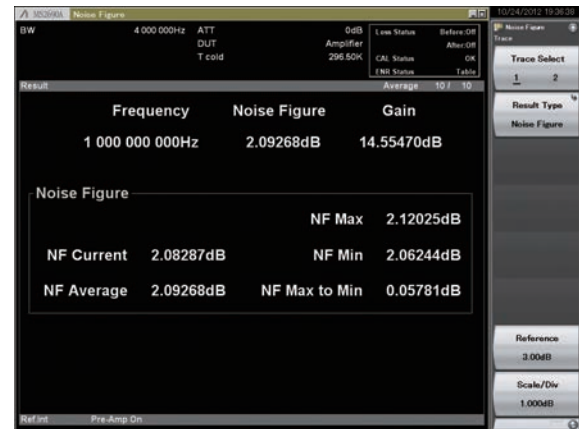 MS2690A Noise Figure
10/24/2012 19:36:39
BW 4 000 000Hz ATT 0dB
DUT Amplifier
T cold 296.50K
Loss Status Before:Off
After:Off
CAL Status OK
ENR Status Table
Result Average 10 / 10
Frequency Noise Figure Gain
1 000 000 000Hz 2.09268dB 14.55470dB
Noise Figure
NF Max 2.12025dB
NF Current 2.08287dB NF Min 2.06244dB
NF Average 2.09268dB NF Max to Min 0.05781dB
Ref.Int Pre-Amp On
Noise Figure
Trace
Trace Select
1 2
Result Type
Noise Figure
Reference
3.00dB
Scale/Div
1.000dB